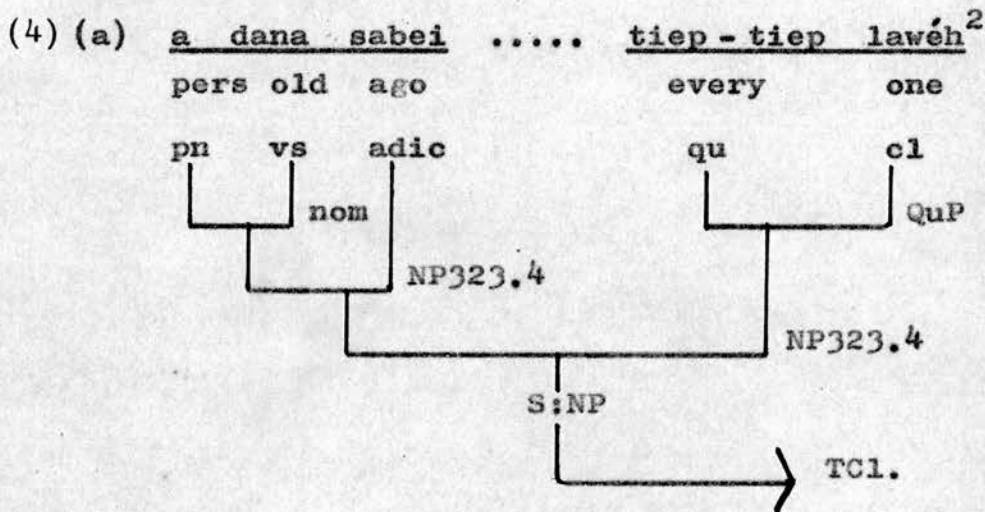 (4) (a) a dana sabei ..... tiep - tiep lawéh²
pers old ago every one
pn vs adic qu cl
nom QuP
NP323.4
NP323.4
S:NP
TCl.